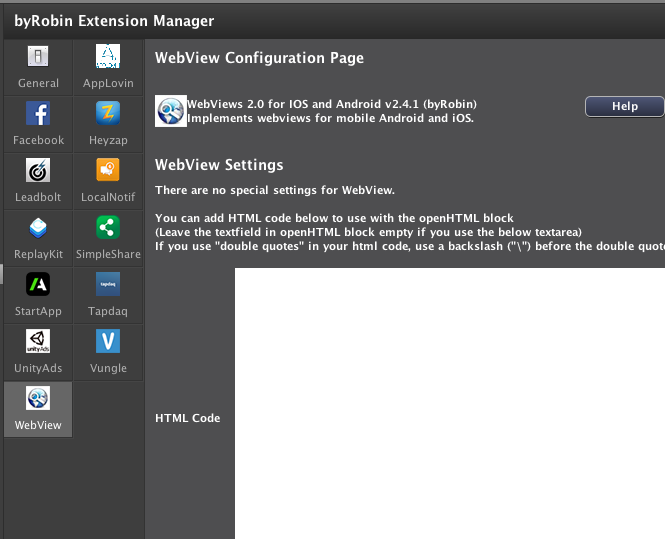 byRobin Extension Manager
General
AppLovin
Facebook
Heyzap
Leadbolt
LocalNotif
ReplayKit
SimpleShare
StartApp
tapdaq
Tapdaq
unityAds
UnityAds
Vungle
WebView
WebView Configuration Page
WebViews 2.0 for IOS and Android v2.4.1 (byRobin)
Implements webviews for mobile Android and iOS.
Help
WebView Settings
There are no special settings for WebView.
You can add HTML code below to use with the openHTML block
(Leave the textfield in openHTML block empty if you use the below textarea)
If you use "double quotes" in your html code, use a backslash ("\") before the double quote
HTML Code